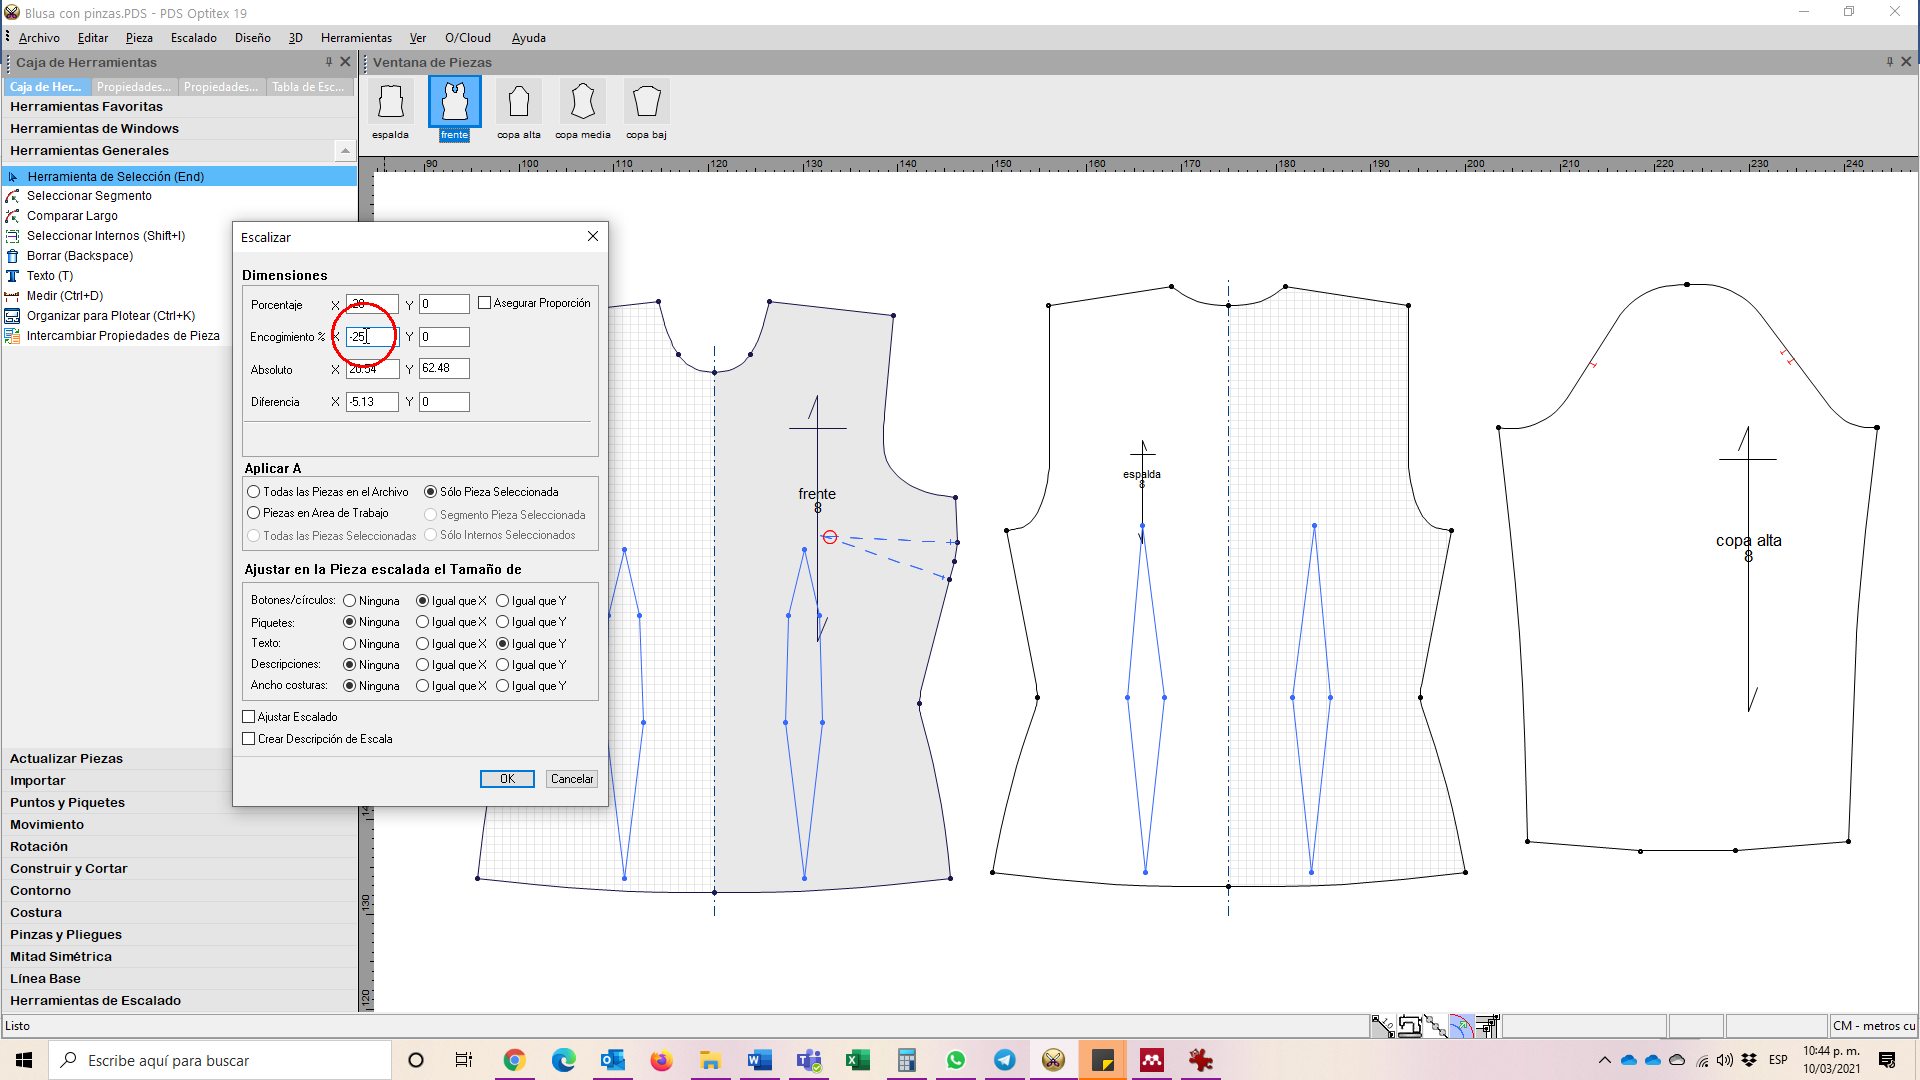 Blusa con pinzas.PDS - PDS Optitex 19
Archivo Editar Pieza Escalado Diseño 3D Herramientas Ver O/Cloud Ayuda
Caja de Herramientas
Caja de Her... Propiedades... Propiedades... Tabla de Esc...
Herramientas Favoritas
Herramientas de Windows
Herramientas Generales
Herramienta de Selección (End)
Seleccionar Segmento
Comparar Largo
Seleccionar Internos (Shift+I)
Borrar (Backspace)
Texto (T)
Medir (Ctrl+D)
Organizar para Plotear (Ctrl+K)
Intercambiar Propiedades de Pieza
Actualizar Piezas
Importar
Puntos y Piquetes
Movimiento
Rotación
Construir y Cortar
Contorno
Costura
Pinzas y Pliegues
Mitad Simétrica
Línea Base
Herramientas de Escalado
Ventana de Piezas
espalda frente copa alta copa media copa baj
90 100 110 120 130 140 150 160 170 180 190 200 210 220 230 240
130
120
Escalizar
Dimensiones
Porcentaje X -20 Y 0 Asegurar Proporción
Encogimiento % X -25 Y 0
Absoluto X 20.54 Y 62.48
Diferencia X -5.13 Y 0
Aplicar A
Todas las Piezas en el Archivo Sólo Pieza Seleccionada
Piezas en Area de Trabajo Segmento Pieza Seleccionada
Todas las Piezas Seleccionadas Sólo Internos Seleccionados
Ajustar en la Pieza escalada el Tamaño de
Botones/círculos: Ninguna Igual que X Igual que Y
Piquetes: Ninguna Igual que X Igual que Y
Texto: Ninguna Igual que X Igual que Y
Descripciones: Ninguna Igual que X Igual que Y
Ancho costuras: Ninguna Igual que X Igual que Y
Ajustar Escalado
Crear Descripción de Escala
OK Cancelar
frente
8
espalda
8
copa alta
8
Listo
CM - metros cu
Escribe aquí para buscar
ESP
10:44 p. m.
10/03/2021